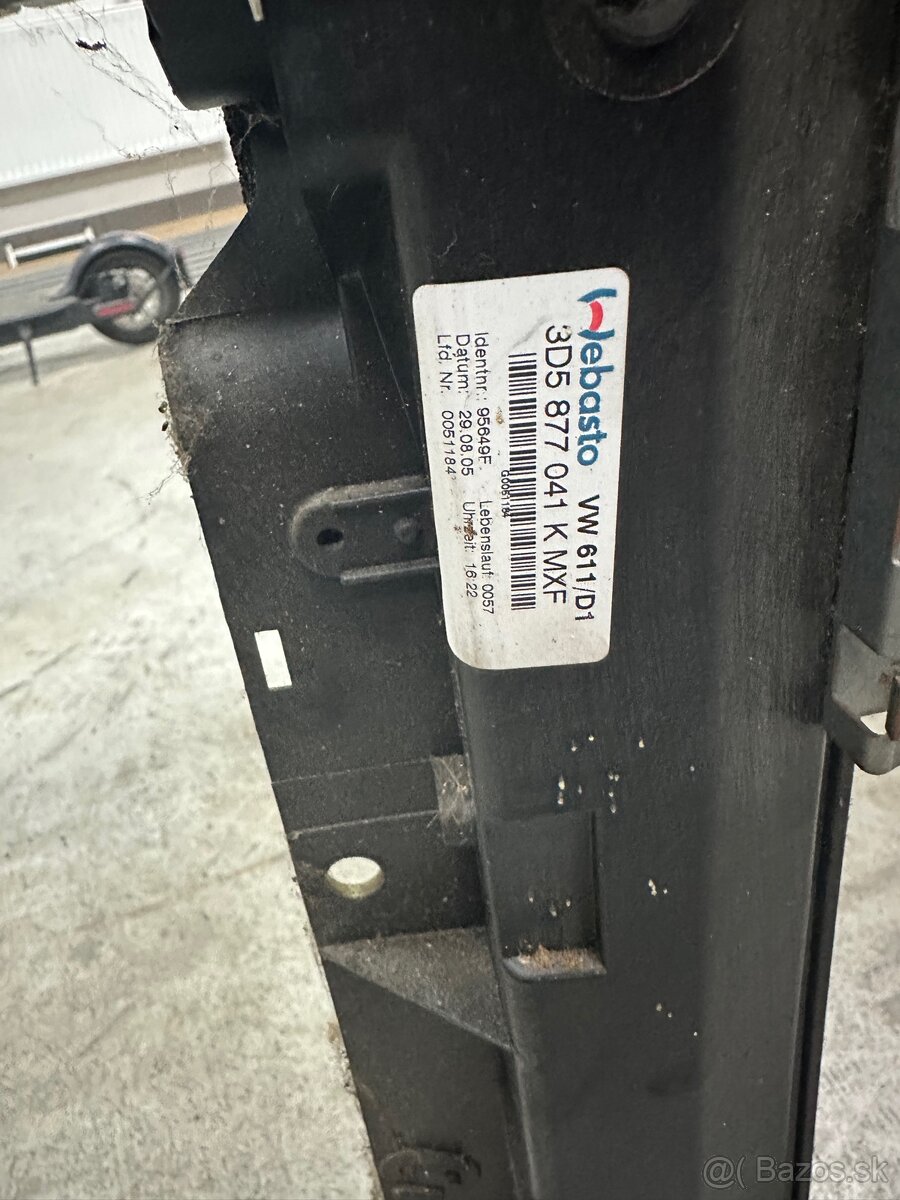 Webasto VW 611/D1
3D5 877 041 K MXF
G0051184
Identnr.: 95649F Lebenslauf: 0057
Datum: 29.08.05 Uhrzeit: 16:22
Lfd. Nr. 0051184
@( Bazos.sk